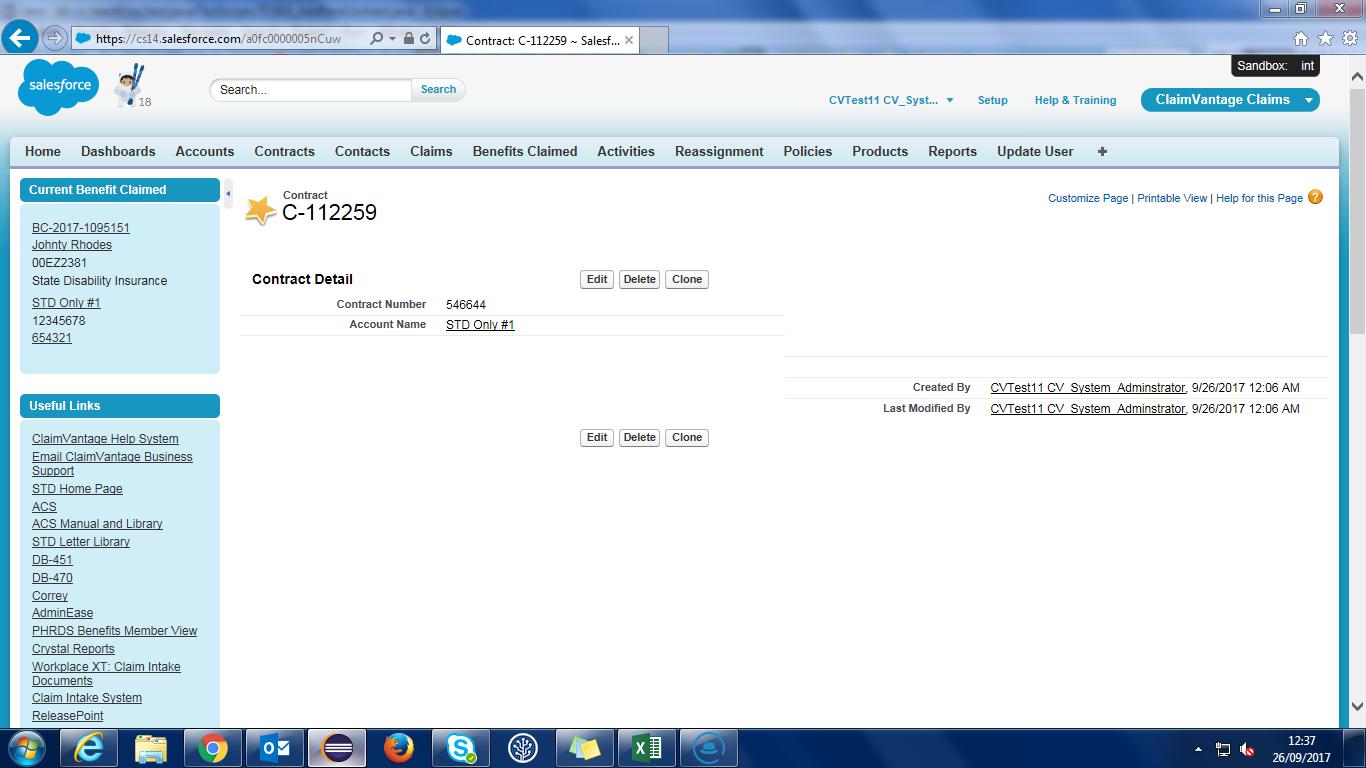 https://cs14.salesforce.com/a0fc0000005nCuw
Contract: C-112259 ~ Salesf...
Sandbox: int
salesforce
18
Search...
Search
CVTest11 CV_Syst...
Setup
Help & Training
ClaimVantage Claims
Home Dashboards Accounts Contracts Contacts Claims Benefits Claimed Activities Reassignment Policies Products Reports Update User +
Current Benefit Claimed
BC-2017-1095151
Johnty Rhodes
00EZ2381
State Disability Insurance
STD Only #1
12345678
654321
Useful Links
ClaimVantage Help System
Email ClaimVantage Business
Support
STD Home Page
ACS
ACS Manual and Library
STD Letter Library
DB-451
DB-470
Correy
AdminEase
PHRDS Benefits Member View
Crystal Reports
Workplace XT: Claim Intake
Documents
Claim Intake System
ReleasePoint
Contract
C-112259
Customize Page | Printable View | Help for this Page ?
Contract Detail
Edit Delete Clone
Contract Number 546644
Account Name STD Only #1
Created By CVTest11 CV_System_Adminstrator, 9/26/2017 12:06 AM
Last Modified By CVTest11 CV_System_Adminstrator, 9/26/2017 12:06 AM
Edit Delete Clone
12:37
26/09/2017